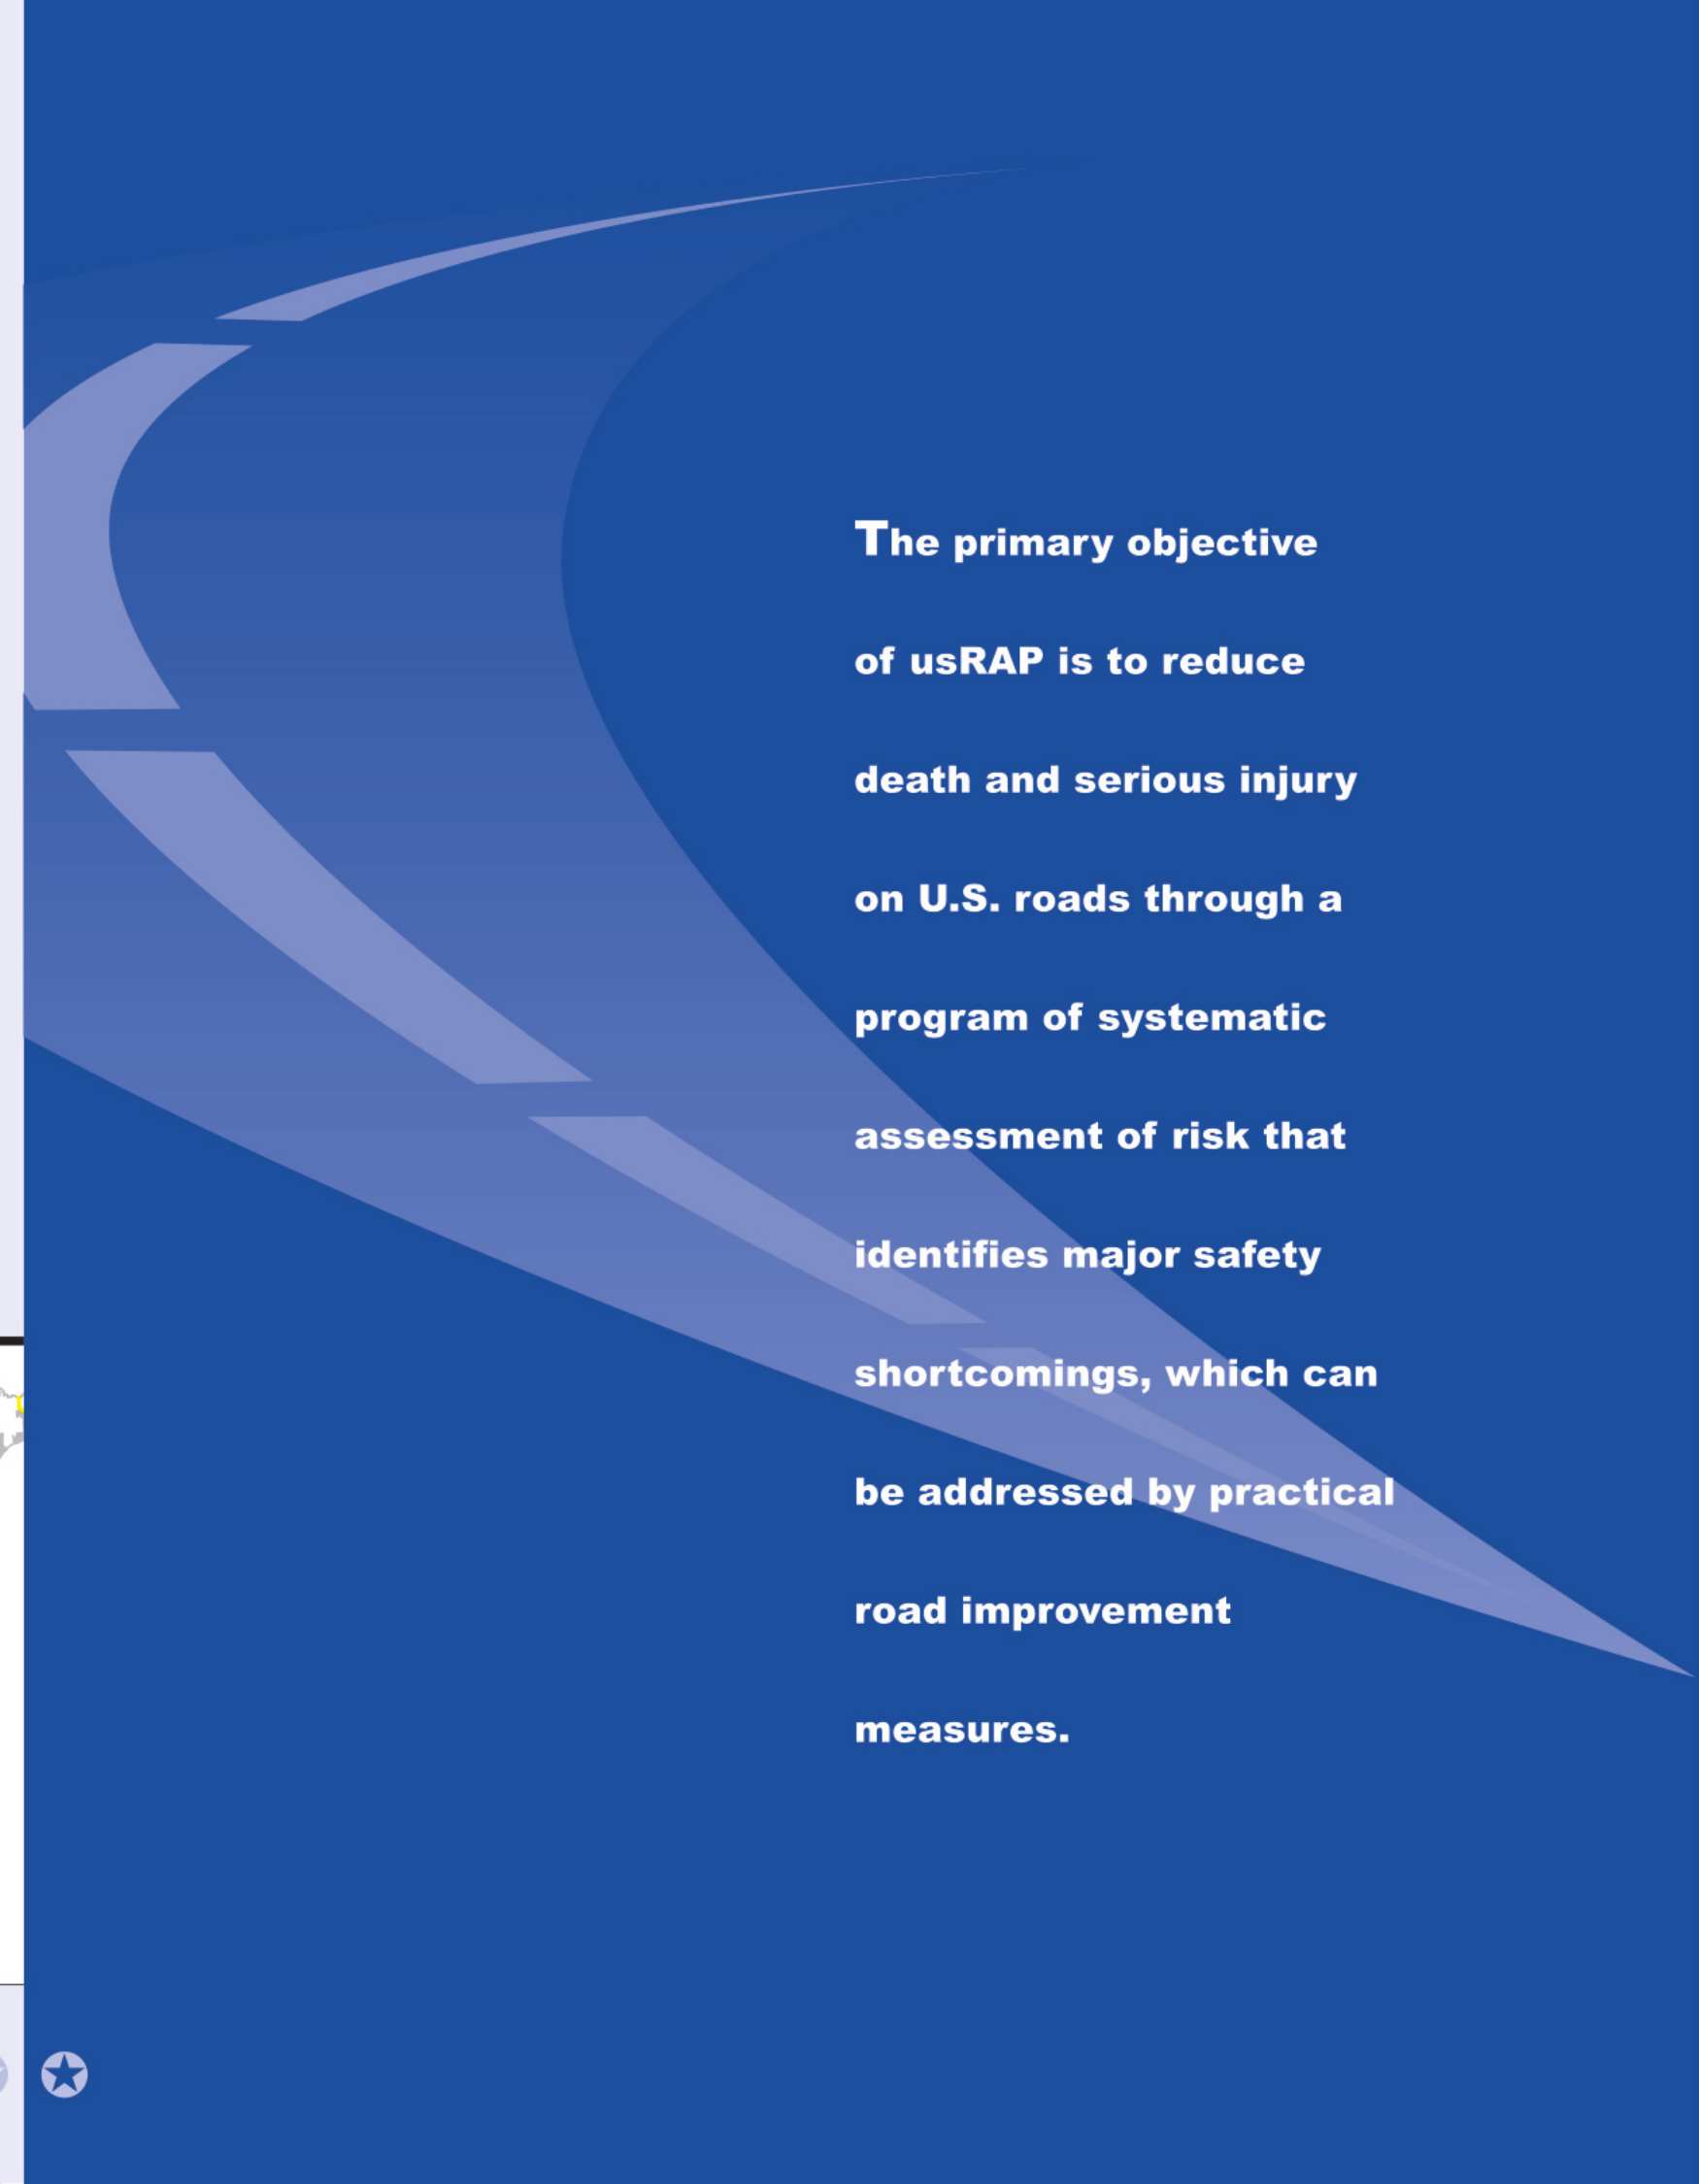 The primary objective
of usRAP is to reduce
death and serious injury
on U.S. roads through a
program of systematic
assessment of risk that
identifies major safety
shortcomings, which can
be addressed by practical
road improvement
measures.